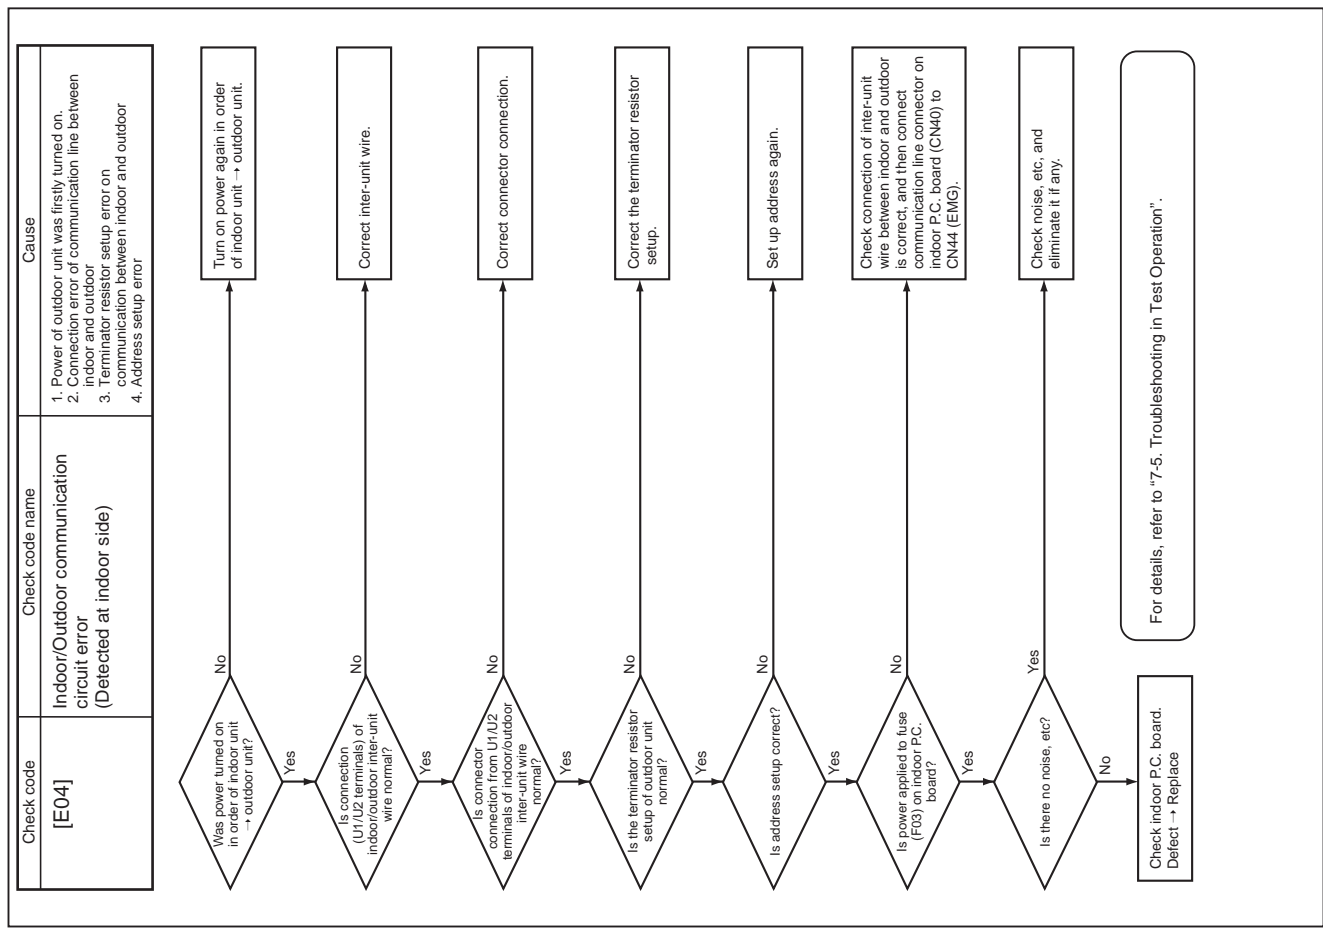 Check code
Check code name
Cause
[E04]
Indoor/Outdoor communication
circuit error
(Detected at indoor side)
1. Power of outdoor unit was firstly turned on.
2. Connection error of communication line between
indoor and outdoor
3. Terminator resistor setup error on
communication between indoor and outdoor
4. Address setup error
Was power turned on
in order of indoor unit
→ outdoor unit?
No
Turn on power again in order
of indoor unit → outdoor unit.
Yes
Is connection
(U1/U2 terminals) of
indoor/outdoor inter-unit
wire normal?
No
Correct inter-unit wire.
Yes
Is connector
connection from U1/U2
terminals of indoor/outdoor
inter-unit wire
normal?
No
Correct connector connection.
Yes
Is the terminator resistor
setup of outdoor unit
normal?
No
Correct the terminator resistor
setup.
Yes
Is address setup correct?
No
Set up address again.
Yes
Is power applied to fuse
(F03) on indoor P.C.
board?
No
Check connection of inter-unit
wire between indoor and outdoor
is correct, and then connect
communication line connector on
indoor P.C. board (CN40) to
CN44 (EMG).
Yes
Is there no noise, etc?
Yes
Check noise, etc, and
eliminate it if any.
No
Check indoor P.C. board.
Defect → Replace
For details, refer to “7-5. Troubleshooting in Test Operation”.